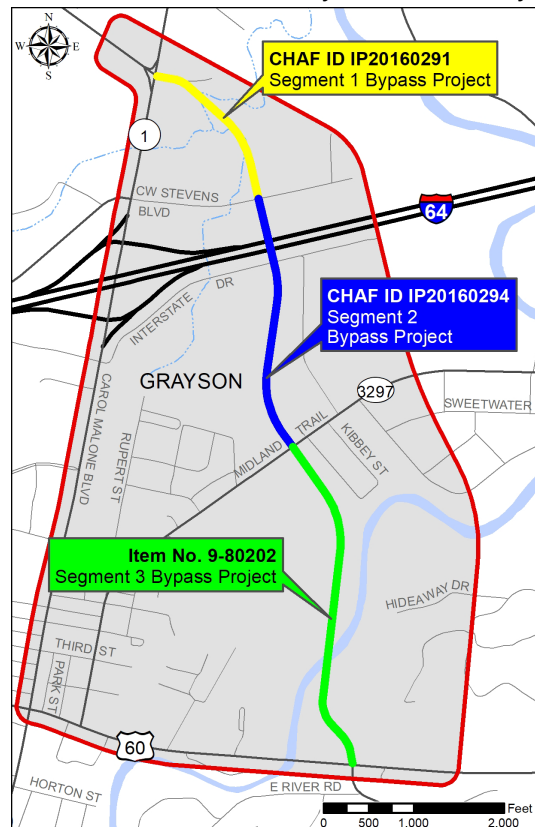 N
W E
S
CHAF ID IP20160291
Segment 1 Bypass Project
1
CW STEVENS
BLVD
64
INTERSTATE
DR
CHAF ID IP20160294
Segment 2
Bypass Project
GRAYSON
3297
SWEETWATER
CAROL MALONE BLVD
RUPERT ST
MIDLAND
TRAIL
KIBBEY ST
Item No. 9-80202
Segment 3 Bypass Project
HIDEAWAY DR
THIRD ST
PARK ST
60
HORTON ST
E RIVER RD
Feet
0 500 1,000 2,000